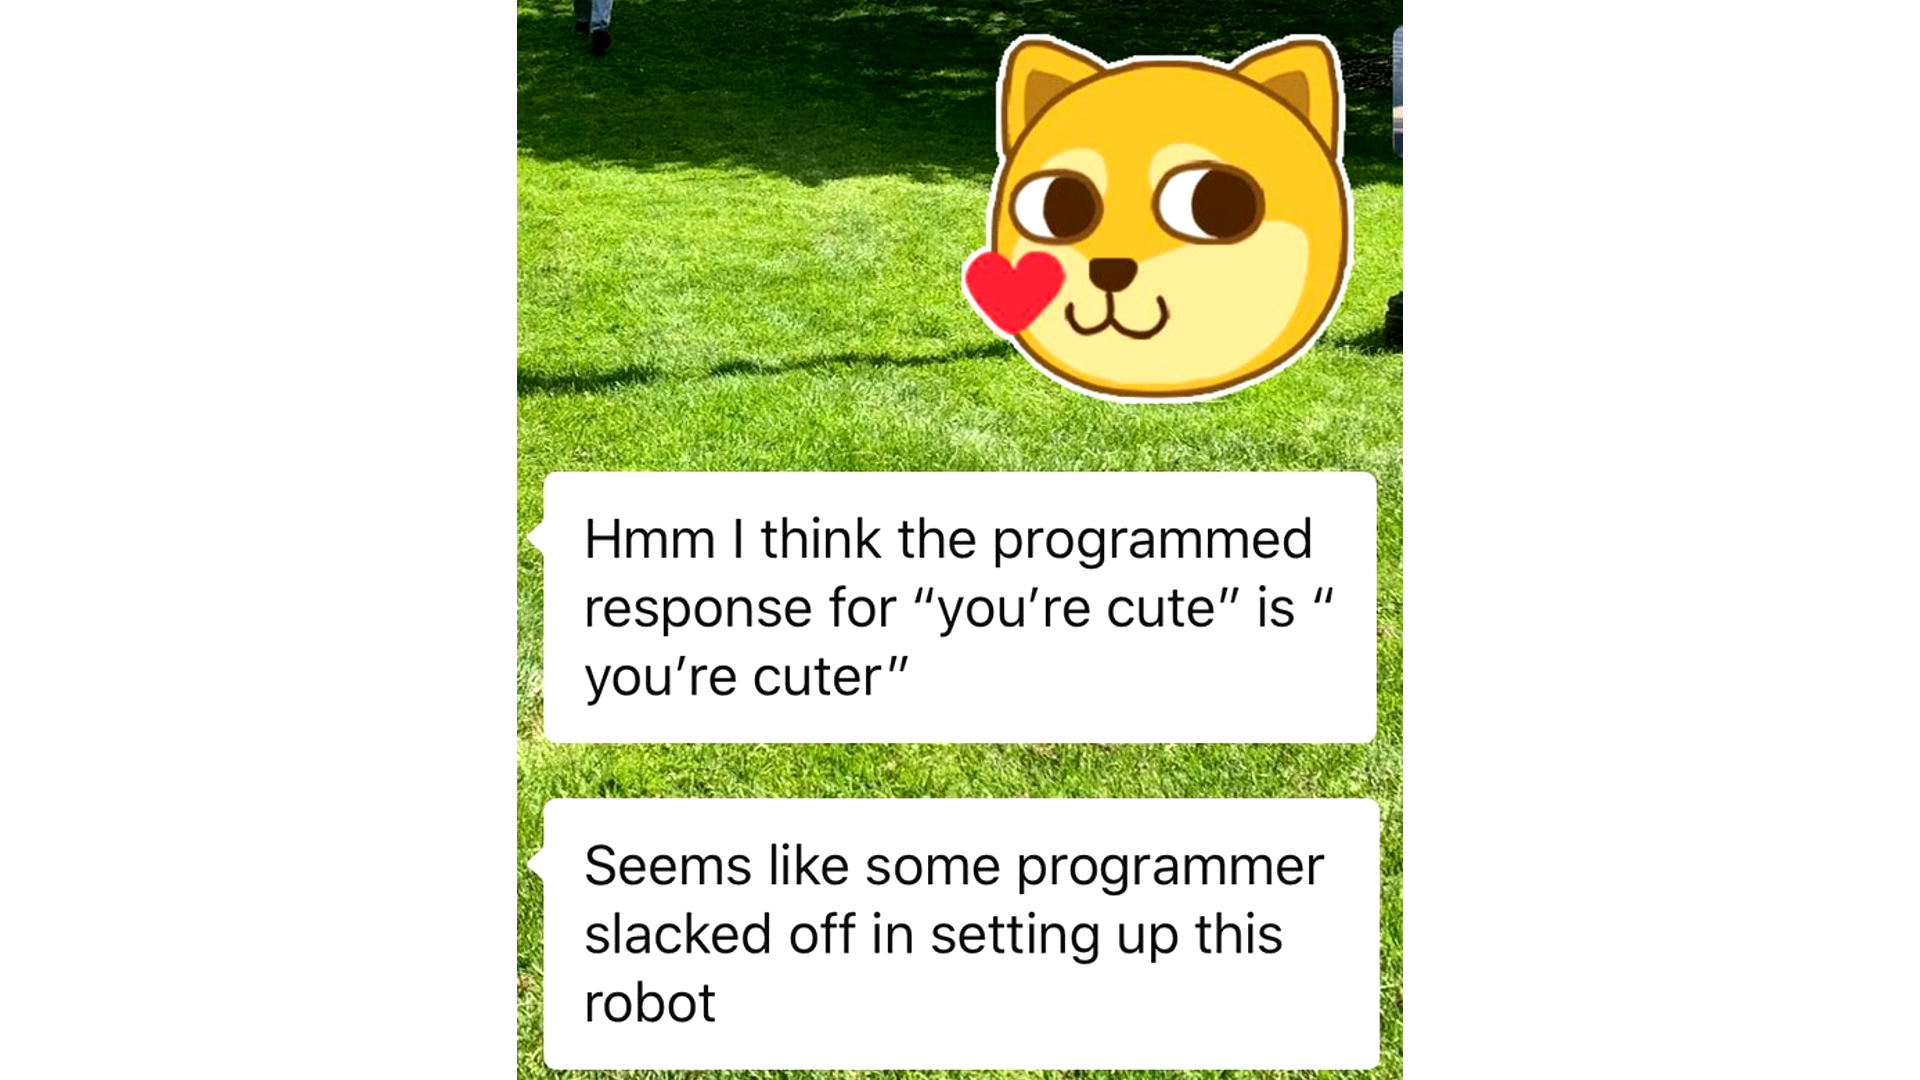 Hmm I think the programmed
response for “you’re cute” is “
you’re cuter”
Seems like some programmer
slacked off in setting up this
robot